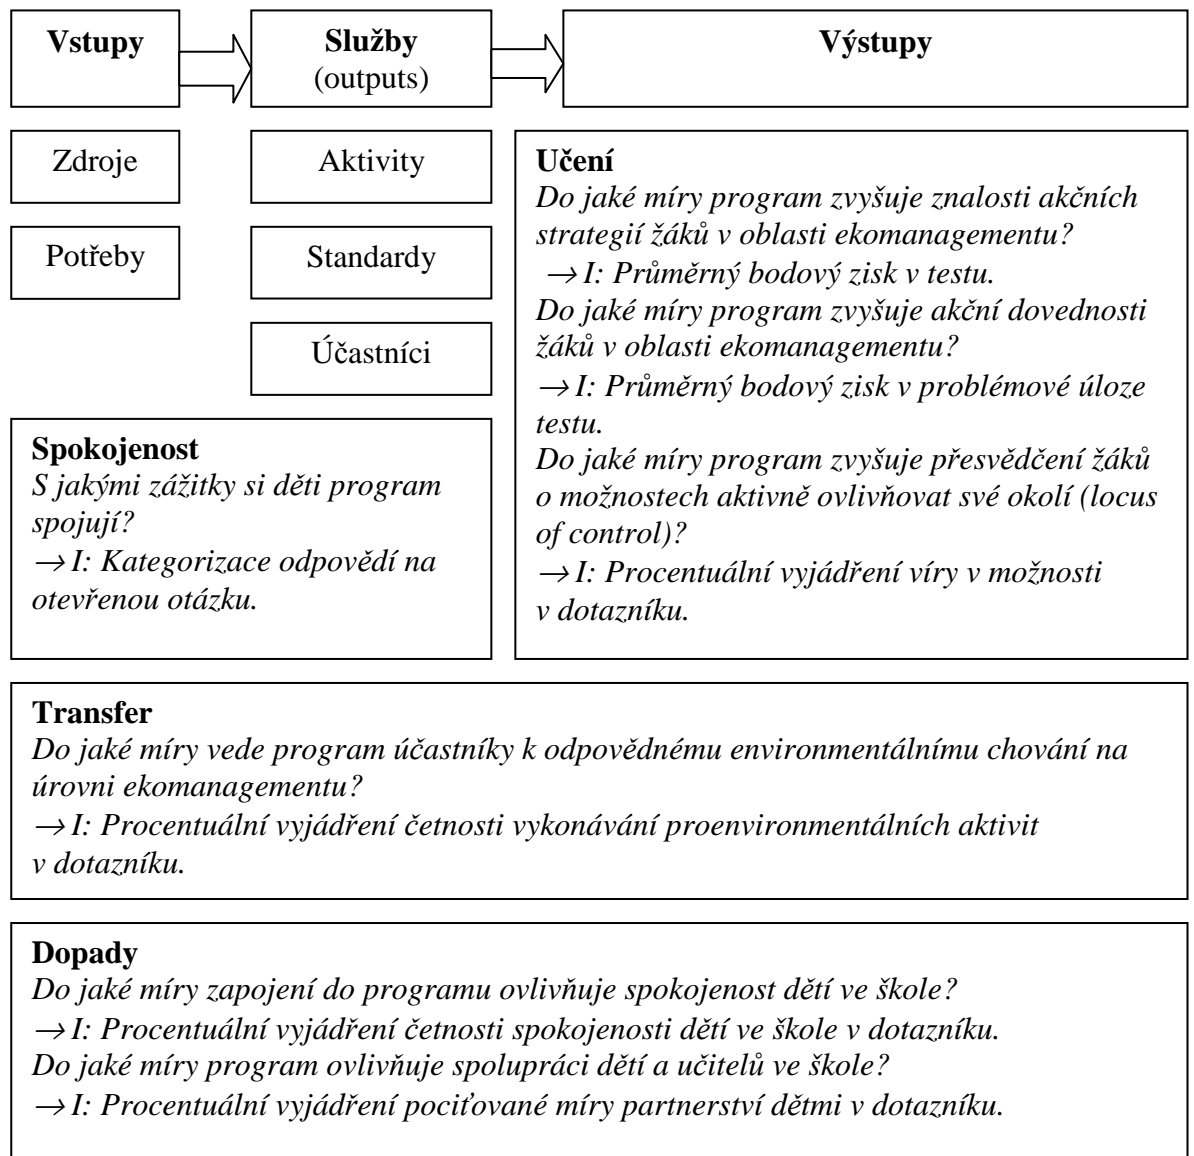 Vstupy
Služby
(outputs)
Výstupy
Zdroje
Potřeby
Aktivity
Standardy
Účastníci
Spokojenost
S jakými zážitky si děti program
spojují?
→ I: Kategorizace odpovědí na
otevřenou otázku.
Učení
Do jaké míry program zvyšuje znalosti akčních
strategií žáků v oblasti ekomanagementu?
→ I: Průměrný bodový zisk v testu.
Do jaké míry program zvyšuje akční dovednosti
žáků v oblasti ekomanagementu?
→ I: Průměrný bodový zisk v problémové úloze
testu.
Do jaké míry program zvyšuje přesvědčení žáků
o možnostech aktivně ovlivňovat své okolí (locus
of control)?
→ I: Procentuální vyjádření víry v možnosti
v dotazníku.
Transfer
Do jaké míry vede program účastníky k odpovědnému environmentálnímu chování na
úrovni ekomanagementu?
→ I: Procentuální vyjádření četnosti vykonávání proenvironmentálních aktivit
v dotazníku.
Dopady
Do jaké míry zapojení do programu ovlivňuje spokojenost dětí ve škole?
→ I: Procentuální vyjádření četnosti spokojenosti dětí ve škole v dotazníku.
Do jaké míry program ovlivňuje spolupráci dětí a učitelů ve škole?
→ I: Procentuální vyjádření pociťované míry partnerství dětmi v dotazníku.